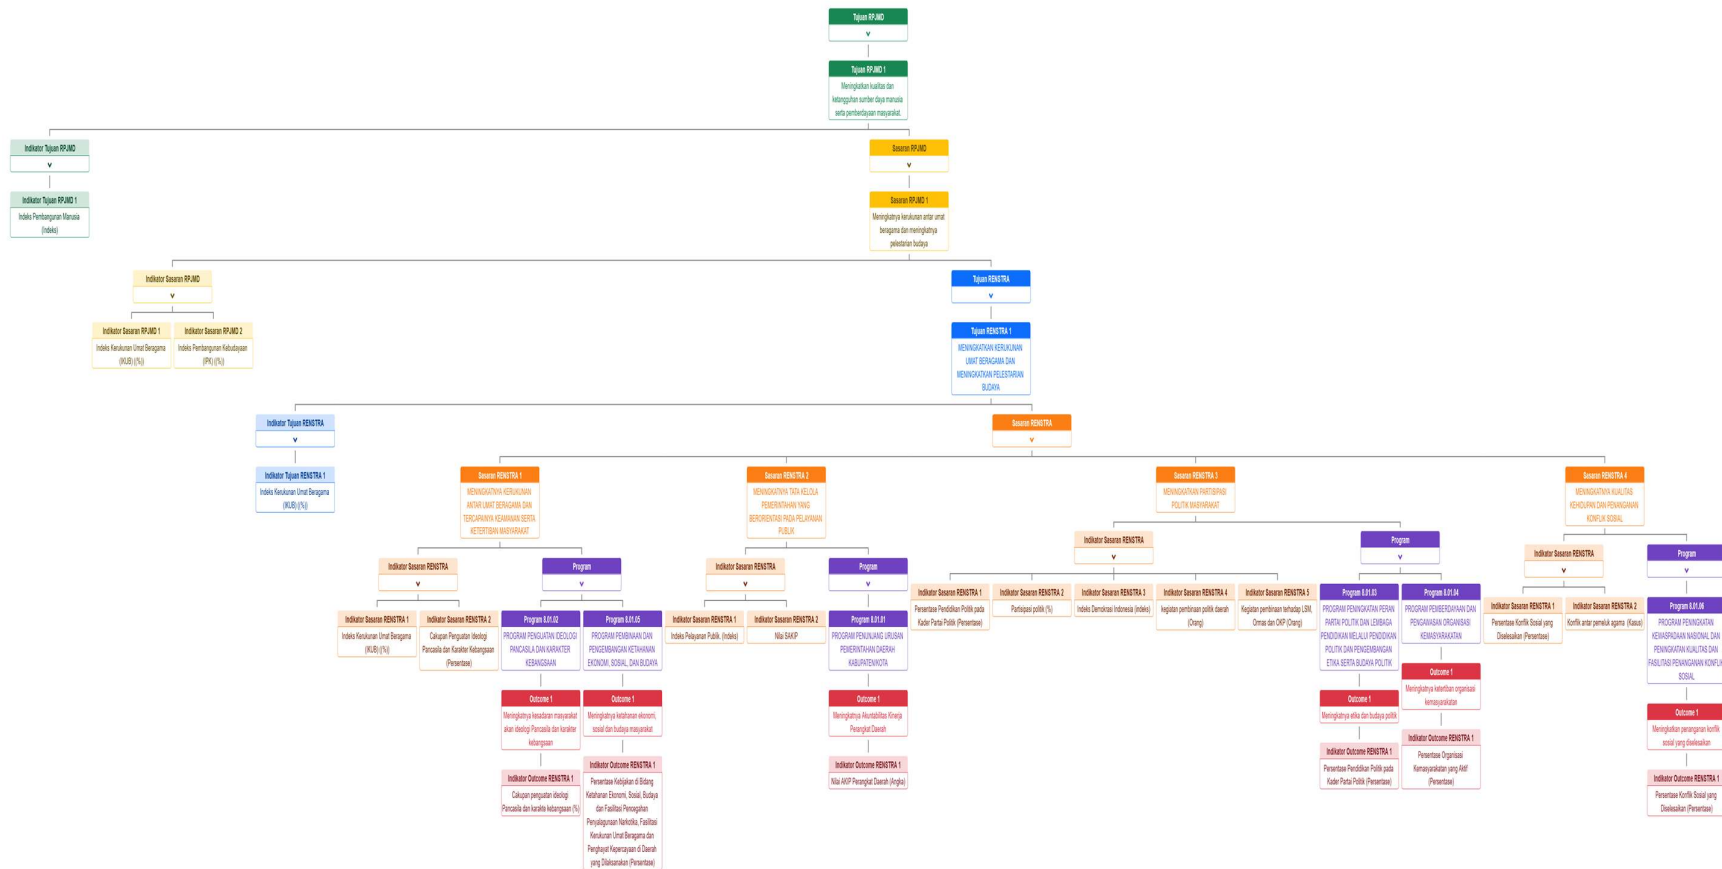 Tujuan RPJMD
Tujuan RPJMD 1
Meningkatkan kualitas dan
ketangguhan sumber daya manusia
serta pemberdayaan masyarakat.
Indikator Tujuan RPJMD
Indikator Tujuan RPJMD 1
Indeks Pembangunan Manusia
(Indeks)
Sasaran RPJMD
Sasaran RPJMD 1
Meningkatnya kerukunan antar umat
beragama dan meningkatnya
pelestarian budaya
Indikator Sasaran RPJMD
Indikator Sasaran RPJMD 1
Indeks Kerukunan Umat Beragama
(IKUB) ((%))
Indikator Sasaran RPJMD 2
Indeks Pembangunan Kebudayaan
(IPK) ((%))
Tujuan RENSTRA
Tujuan RENSTRA 1
MENINGKATKAN KERUKUNAN
UMAT BERAGAMA DAN
MENINGKATKAN PELESTARIAN
BUDAYA
Indikator Tujuan RENSTRA
Indikator Tujuan RENSTRA 1
Indeks Kerukunan Umat Beragama
(IKUB) ((%))
Sasaran RENSTRA
Sasaran RENSTRA 1
MENINGKATNYA KERUKUNAN
ANTAR UMAT BERAGAMA DAN
TERCAPAINYA KEAMANAN SERTA
KETERTIBAN MASYARAKAT
Indikator Sasaran RENSTRA
Indikator Sasaran RENSTRA 1
Indeks Kerukunan Umat Beragama
(IKUB) ((%))
Indikator Sasaran RENSTRA 2
Cakupan Penguatan Ideologi
Pancasila dan Karakter Kebangsaan
(Persentase)
Program
Program 8.01.02
PROGRAM PENGUATAN IDEOLOGI
PANCASILA DAN KARAKTER
KEBANGSAAN
Outcome 1
Meningkatnya kesadaran masyarakat
akan ideologi Pancasila dan karakter
kebangsaan
Indikator Outcome RENSTRA 1
Cakupan penguatan ideologi
Pancasila dan karakte kebangsaan (%)
Program 8.01.05
PROGRAM PEMBINAAN DAN
PENGEMBANGAN KETAHANAN
EKONOMI, SOSIAL, DAN BUDAYA
Outcome 1
Meningkatnya ketahanan ekonomi,
sosial dan budaya masyarakat
Indikator Outcome RENSTRA 1
Persentase Kebijakan di Bidang
Ketahanan Ekonomi, Sosial, Budaya
dan Fasilitasi Pencegahan
Penyalagunaan Narkotika, Fasilitasi
Kerukunan Umat Beragama dan
Penghayat Kepercayaan di Daerah
yang Dilaksanakan (Persentase)
Sasaran RENSTRA 2
MENINGKATNYA TATA KELOLA
PEMERINTAHAN YANG
BERORIENTASI PADA PELAYANAN
PUBLIK
Indikator Sasaran RENSTRA
Indikator Sasaran RENSTRA 1
Indeks Pelayanan Publik. (Indeks)
Indikator Sasaran RENSTRA 2
Nilai SAKIP
Program
Program 8.01.01
PROGRAM PENUNJANG URUSAN
PEMERINTAHAN DAERAH
KABUPATEN/KOTA
Outcome 1
Meningkatnya Akuntabilitas Kinerja
Perangkat Daerah
Indikator Outcome RENSTRA 1
Nilai AKIP Perangkat Daerah (Angka)
Sasaran RENSTRA 3
MENINGKATKAN PARTISIPASI
POLITIK MASYARAKAT
Indikator Sasaran RENSTRA
Indikator Sasaran RENSTRA 1
Persentase Pendidikan Politik pada
Kader Partai Politik (Persentase)
Indikator Sasaran RENSTRA 2
Partisipasi politik (%)
Indikator Sasaran RENSTRA 3
Indeks Demokrasi Indonesia (indeks)
Indikator Sasaran RENSTRA 4
kegiatan pembinaan politik daerah
(Orang)
Indikator Sasaran RENSTRA 5
Kegiatan pembinaan terhadap LSM,
Ormas dan OKP (Orang)
Program
Program 8.01.03
PROGRAM PENINGKATAN PERAN
PARTAI POLITIK DAN LEMBAGA
PENDIDIKAN MELALUI PENDIDIKAN
POLITIK DAN PENGEMBANGAN
ETIKA SERTA BUDAYA POLITIK
Outcome 1
Meningkatnya etika dan budaya politik
Indikator Outcome RENSTRA 1
Persentase Pendidikan Politik pada
Kader Partai Politik (Persentase)
Program 8.01.04
PROGRAM PEMBERDAYAAN DAN
PENGAWASAN ORGANISASI
KEMASYARAKATAN
Outcome 1
Meningkatnya ketertiban organisasi
kemasyarakatan
Indikator Outcome RENSTRA 1
Persentase Organisasi
Kemasyarakatan yang Aktif
(Persentase)
Sasaran RENSTRA 4
MENINGKATNYA KUALITAS
KEHIDUPAN DAN PENANGANAN
KONFLIK SOSIAL
Indikator Sasaran RENSTRA
Indikator Sasaran RENSTRA 1
Persentase Konflik Sosial yang
Diselesaikan (Persentase)
Indikator Sasaran RENSTRA 2
Konflik antar pemeluk agama (Kasus)
Program
Program 8.01.06
PROGRAM PENINGKATAN
KEWASPADAAN NASIONAL DAN
PENINGKATAN KUALITAS DAN
FASILITASI PENANGANAN KONFLIK
SOSIAL
Outcome 1
Meningkatkan penanganan konflik
sosial yang diselesaikan
Indikator Outcome RENSTRA 1
Persentase Konflik Sosial yang
Diselesaikan (Persentase)